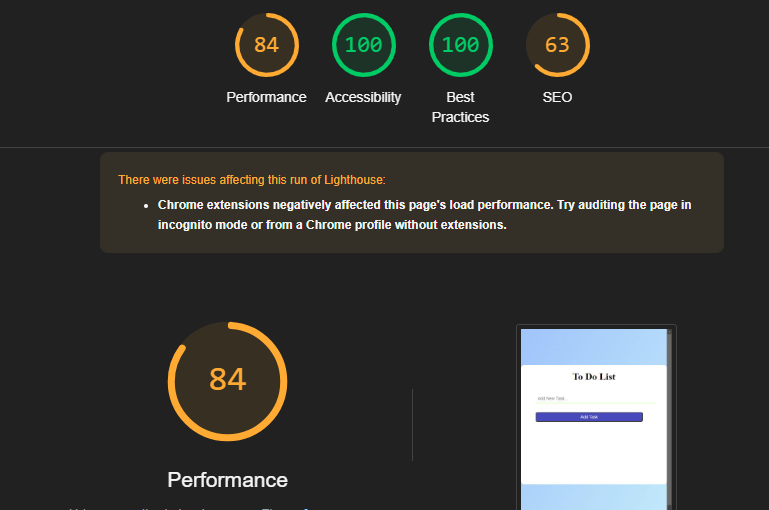 84 100 100 63
Performance Accessibility Best Practices SEO
There were issues affecting this run of Lighthouse:
• Chrome extensions negatively affected this page's load performance. Try auditing the page in
incognito mode or from a Chrome profile without extensions.
84
Performance
To Do List
Add New Task
Add Task